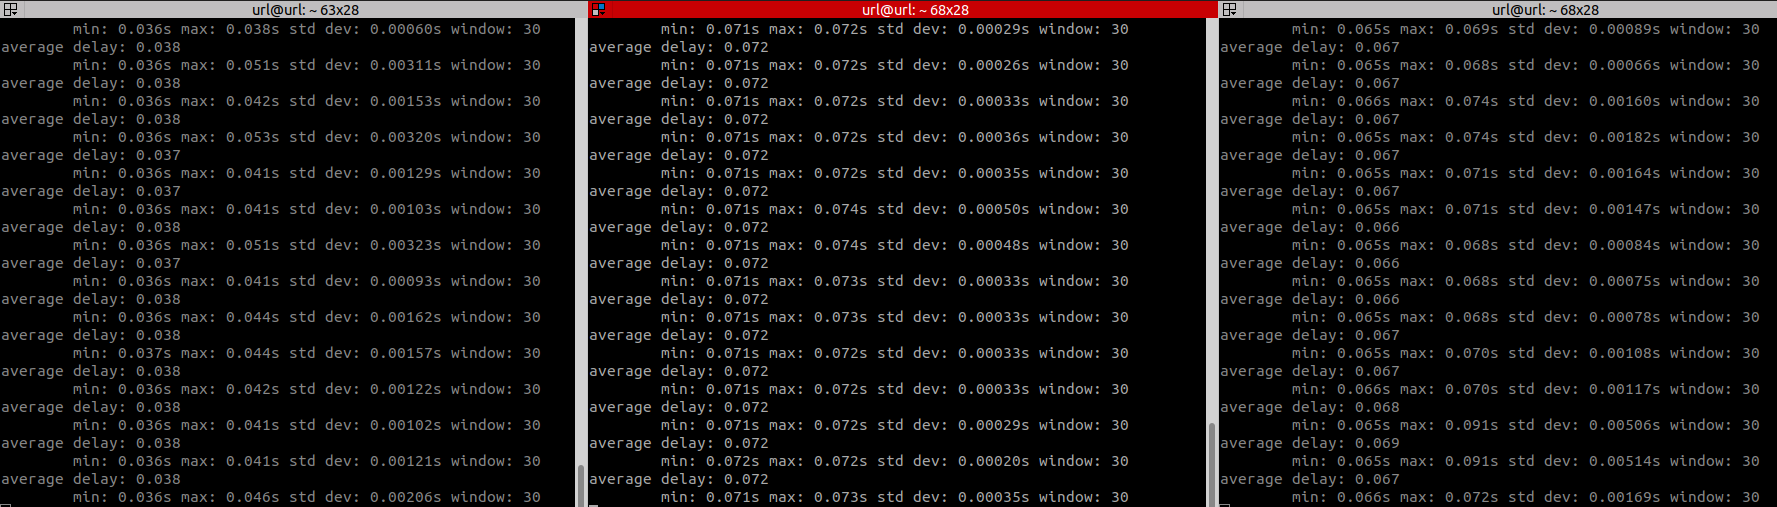 url@url: ~ 63x28
min: 0.036s max: 0.038s std dev: 0.00060s window: 30
average delay: 0.038
min: 0.036s max: 0.051s std dev: 0.00311s window: 30
average delay: 0.038
min: 0.036s max: 0.042s std dev: 0.00153s window: 30
average delay: 0.038
min: 0.036s max: 0.053s std dev: 0.00320s window: 30
average delay: 0.037
min: 0.036s max: 0.041s std dev: 0.00129s window: 30
average delay: 0.037
min: 0.036s max: 0.041s std dev: 0.00103s window: 30
average delay: 0.038
min: 0.036s max: 0.051s std dev: 0.00323s window: 30
average delay: 0.037
min: 0.036s max: 0.041s std dev: 0.00093s window: 30
average delay: 0.038
min: 0.036s max: 0.044s std dev: 0.00162s window: 30
average delay: 0.038
min: 0.037s max: 0.044s std dev: 0.00157s window: 30
average delay: 0.038
min: 0.036s max: 0.042s std dev: 0.00122s window: 30
average delay: 0.038
min: 0.036s max: 0.041s std dev: 0.00102s window: 30
average delay: 0.038
min: 0.036s max: 0.041s std dev: 0.00121s window: 30
average delay: 0.038
min: 0.036s max: 0.046s std dev: 0.00206s window: 30
url@url: ~ 68x28
min: 0.071s max: 0.072s std dev: 0.00029s window: 30
average delay: 0.072
min: 0.071s max: 0.072s std dev: 0.00026s window: 30
average delay: 0.072
min: 0.071s max: 0.072s std dev: 0.00033s window: 30
average delay: 0.072
min: 0.071s max: 0.072s std dev: 0.00036s window: 30
average delay: 0.072
min: 0.071s max: 0.072s std dev: 0.00035s window: 30
average delay: 0.072
min: 0.071s max: 0.074s std dev: 0.00050s window: 30
average delay: 0.072
min: 0.071s max: 0.074s std dev: 0.00048s window: 30
average delay: 0.072
min: 0.071s max: 0.073s std dev: 0.00033s window: 30
average delay: 0.072
min: 0.071s max: 0.073s std dev: 0.00033s window: 30
average delay: 0.072
min: 0.071s max: 0.072s std dev: 0.00033s window: 30
average delay: 0.072
min: 0.071s max: 0.072s std dev: 0.00033s window: 30
average delay: 0.072
min: 0.071s max: 0.072s std dev: 0.00029s window: 30
average delay: 0.072
min: 0.072s max: 0.072s std dev: 0.00020s window: 30
average delay: 0.072
min: 0.071s max: 0.073s std dev: 0.00035s window: 30
url@url: ~ 68x28
min: 0.065s max: 0.069s std dev: 0.00089s window: 30
average delay: 0.067
min: 0.065s max: 0.068s std dev: 0.00066s window: 30
average delay: 0.067
min: 0.066s max: 0.074s std dev: 0.00160s window: 30
average delay: 0.067
min: 0.065s max: 0.074s std dev: 0.00182s window: 30
average delay: 0.067
min: 0.065s max: 0.071s std dev: 0.00164s window: 30
average delay: 0.067
min: 0.065s max: 0.071s std dev: 0.00147s window: 30
average delay: 0.066
min: 0.065s max: 0.068s std dev: 0.00084s window: 30
average delay: 0.066
min: 0.065s max: 0.068s std dev: 0.00075s window: 30
average delay: 0.066
min: 0.065s max: 0.068s std dev: 0.00078s window: 30
average delay: 0.067
min: 0.065s max: 0.070s std dev: 0.00108s window: 30
average delay: 0.067
min: 0.066s max: 0.070s std dev: 0.00117s window: 30
average delay: 0.068
min: 0.065s max: 0.091s std dev: 0.00506s window: 30
average delay: 0.069
min: 0.065s max: 0.091s std dev: 0.00514s window: 30
average delay: 0.067
min: 0.066s max: 0.072s std dev: 0.00169s window: 30